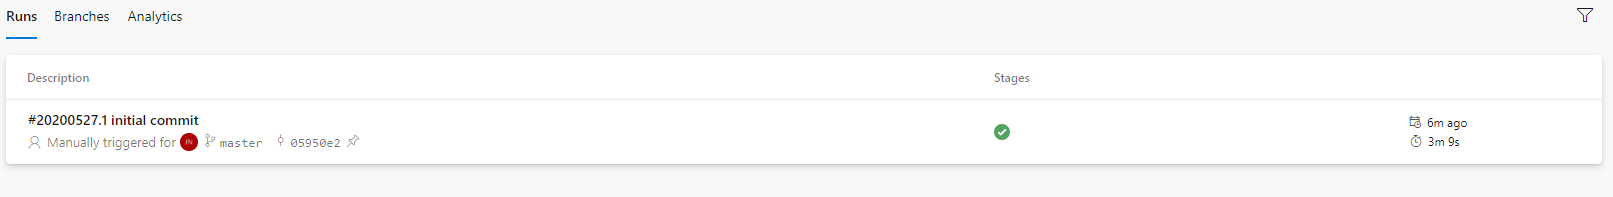 Runs Branches Analytics
Description Stages
#20200527.1 initial commit
6m ago
Manually triggered for JN master 05950e2
3m 9s